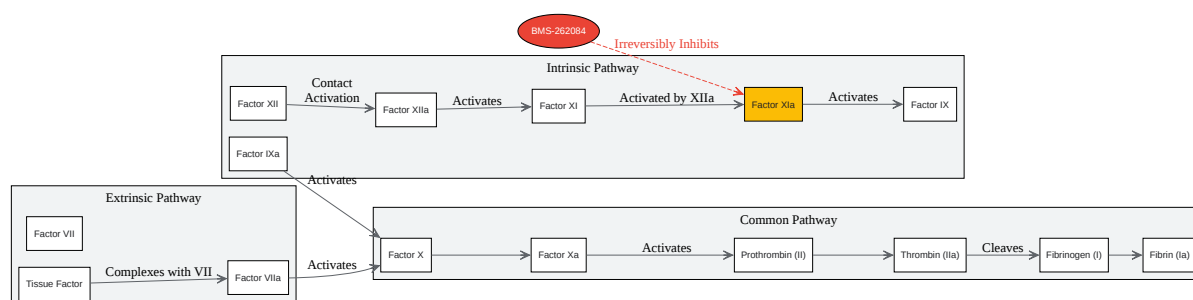 BMS-262084
Irreversibly Inhibits
Intrinsic Pathway
Factor XII
Contact
Activation
Factor XIIa
Activates
Factor XI
Activated by XIIa
Factor XIa
Activates
Factor IX
Factor IXa
Activates
Extrinsic Pathway
Factor VII
Tissue Factor
Complexes with VII
Factor VIIa
Activates
Common Pathway
Factor X
Factor Xa
Activates
Prothrombin (II)
Thrombin (IIa)
Cleaves
Fibrinogen (I)
Fibrin (Ia)